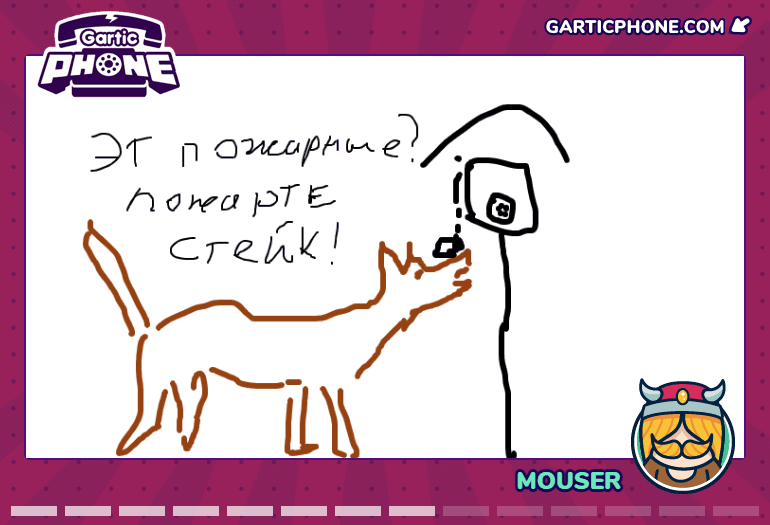 Gartic
PHONE
GARTICPHONE.COM
Эт пожарные?
пожарте
стейк!
MOUSER